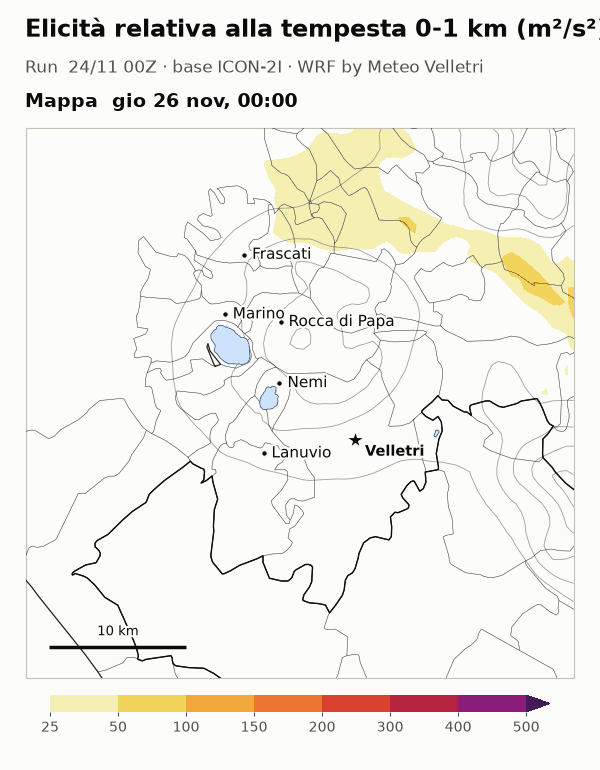 Elicità relativa alla tempesta 0-1 km (m²/s²)
Run 24/11 00Z · base ICON-2I · WRF by Meteo Velletri
Mappa gio 26 nov, 00:00
Frascati
Marino
Rocca di Papa
Nemi
Velletri
Lanuvio
10 km
25 50 100 150 200 300 400 500